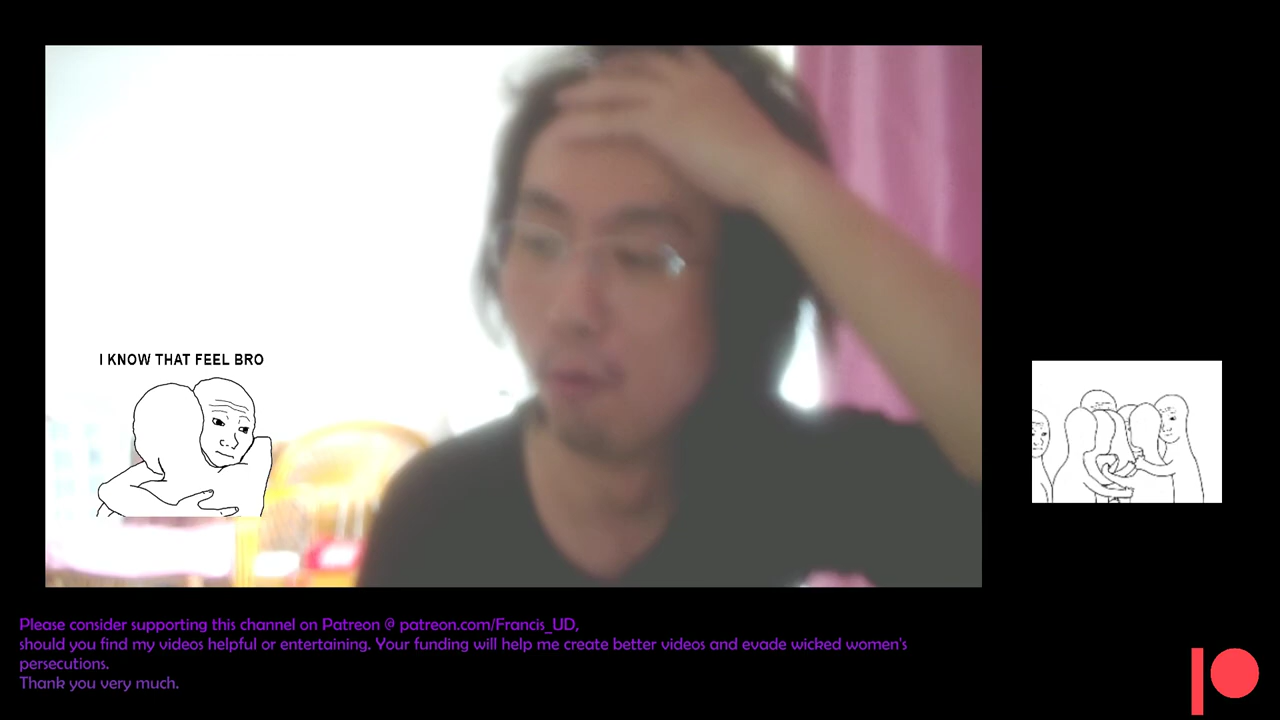 I KNOW THAT FEEL BRO
Please consider supporting this channel on Patreon @ patreon.com/Francis_UD,
should you find my videos helpful or entertaining. Your funding will help me create better videos and evade wicked women's
persecutions.
Thank you very much.